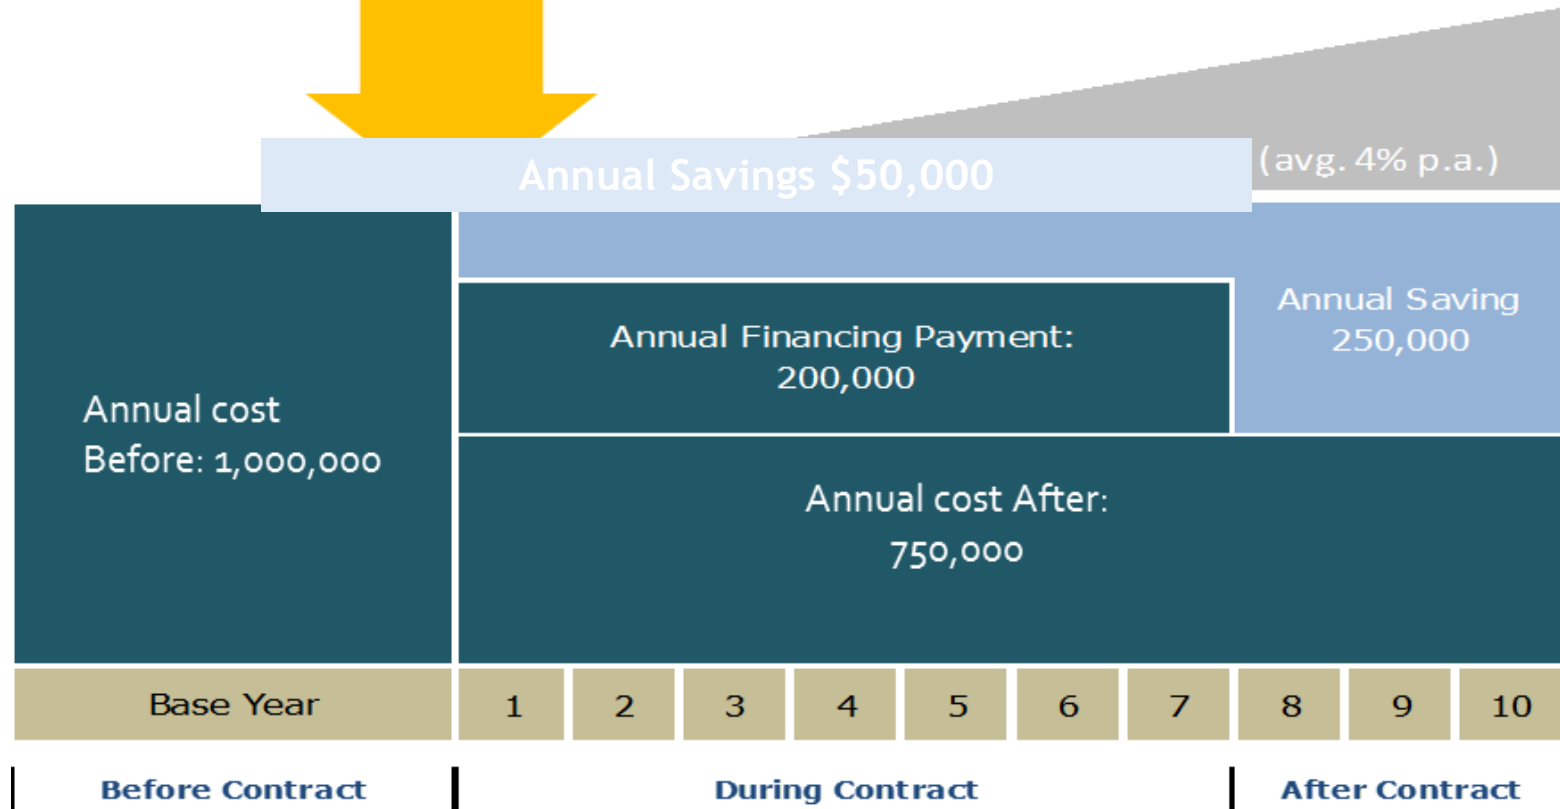 Annual Savings $50,000
(avg. 4% p.a.)
Annual cost
Before: 1,000,000
Annual Financing Payment:
200,000
Annual Saving
250,000
Annual cost After:
750,000
Base Year 1 2 3 4 5 6 7 8 9 10
Before Contract During Contract After Contract